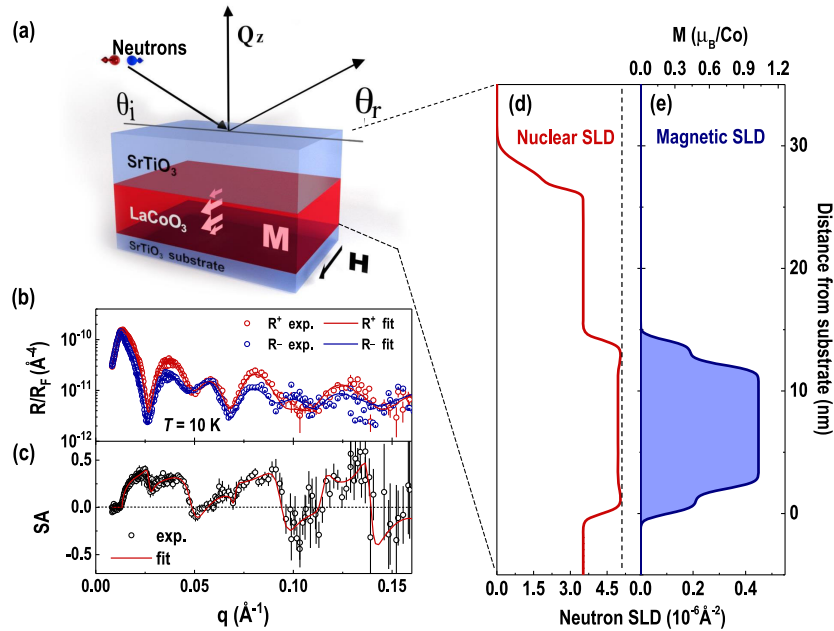 (a)
Neutrons
Q z
θi
θr
SrTiO3
LaCoO3
M
SrTiO3 substrate
H
(b)
R+ exp. R+ fit
R− exp. R− fit
10-10
10-11
10-12
R/RF (Å-4)
T = 10 K
(c)
0.5
0.0
-0.5
SA
exp.
fit
0.00 0.05 0.10 0.15
q (Å-1)
M (μB/Co)
0.0 0.3 0.6 0.9 1.2
(d) (e)
Nuclear SLD Magnetic SLD
30
20
10
0
Distance from substrate (nm)
0.0 1.5 3.0 4.5 0.0 0.2 0.4
Neutron SLD (10-6Å-2)